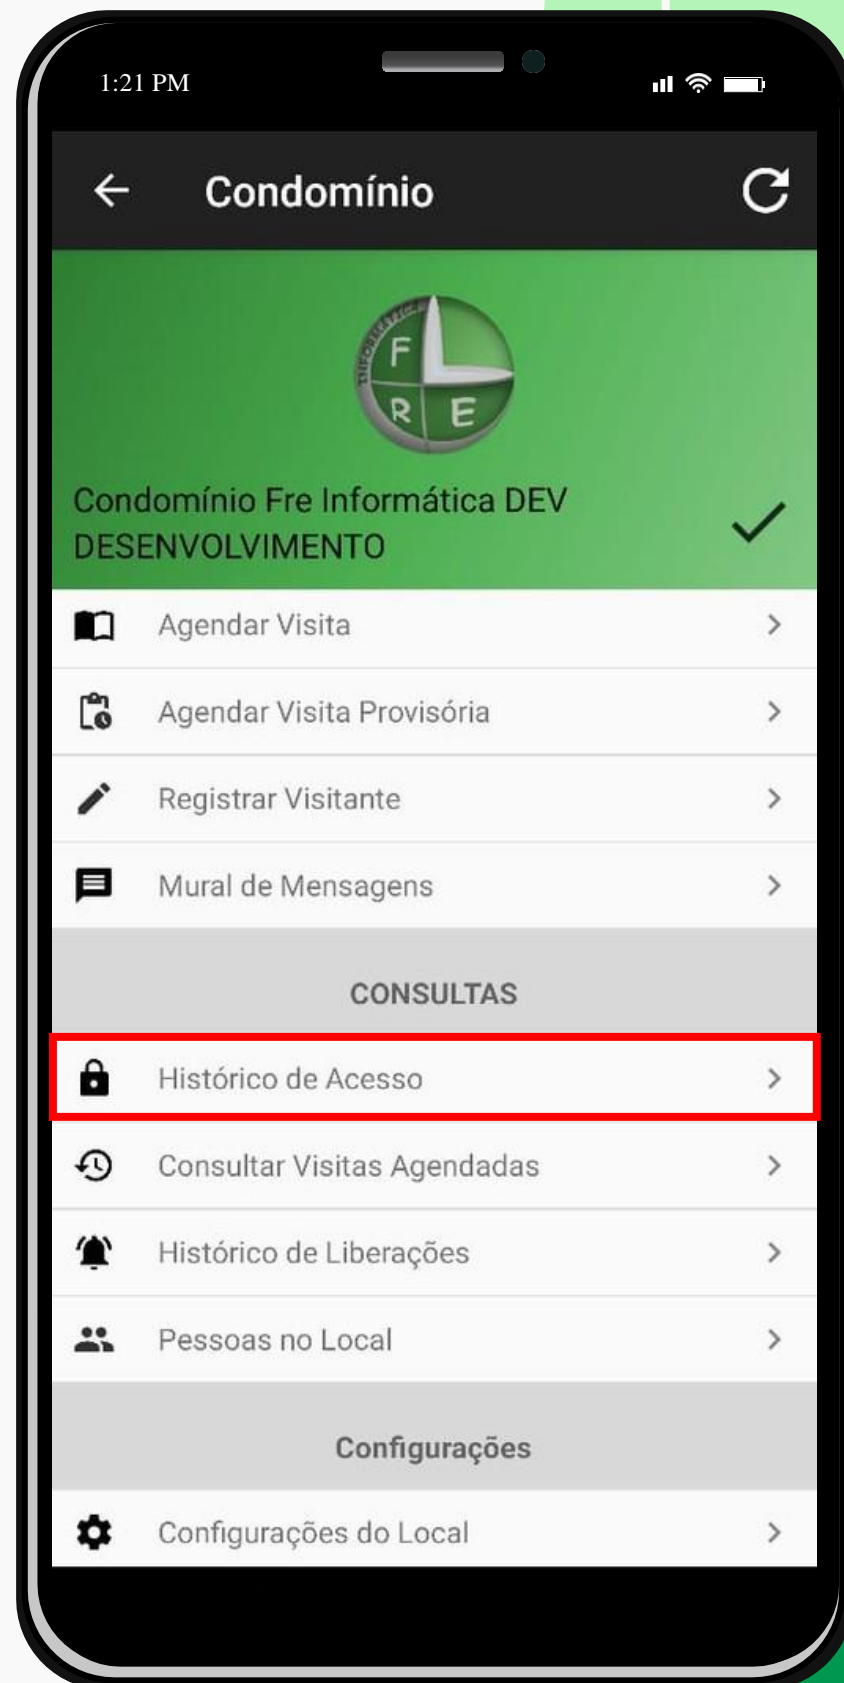 1:21 PM
Condomínio
INFORMÁTICA
F
R E
Condomínio Fre Informática DEV
DESENVOLVIMENTO
Agendar Visita
Agendar Visita Provisória
Registrar Visitante
Mural de Mensagens
CONSULTAS
Histórico de Acesso
Consultar Visitas Agendadas
Histórico de Liberações
Pessoas no Local
Configurações
Configurações do Local